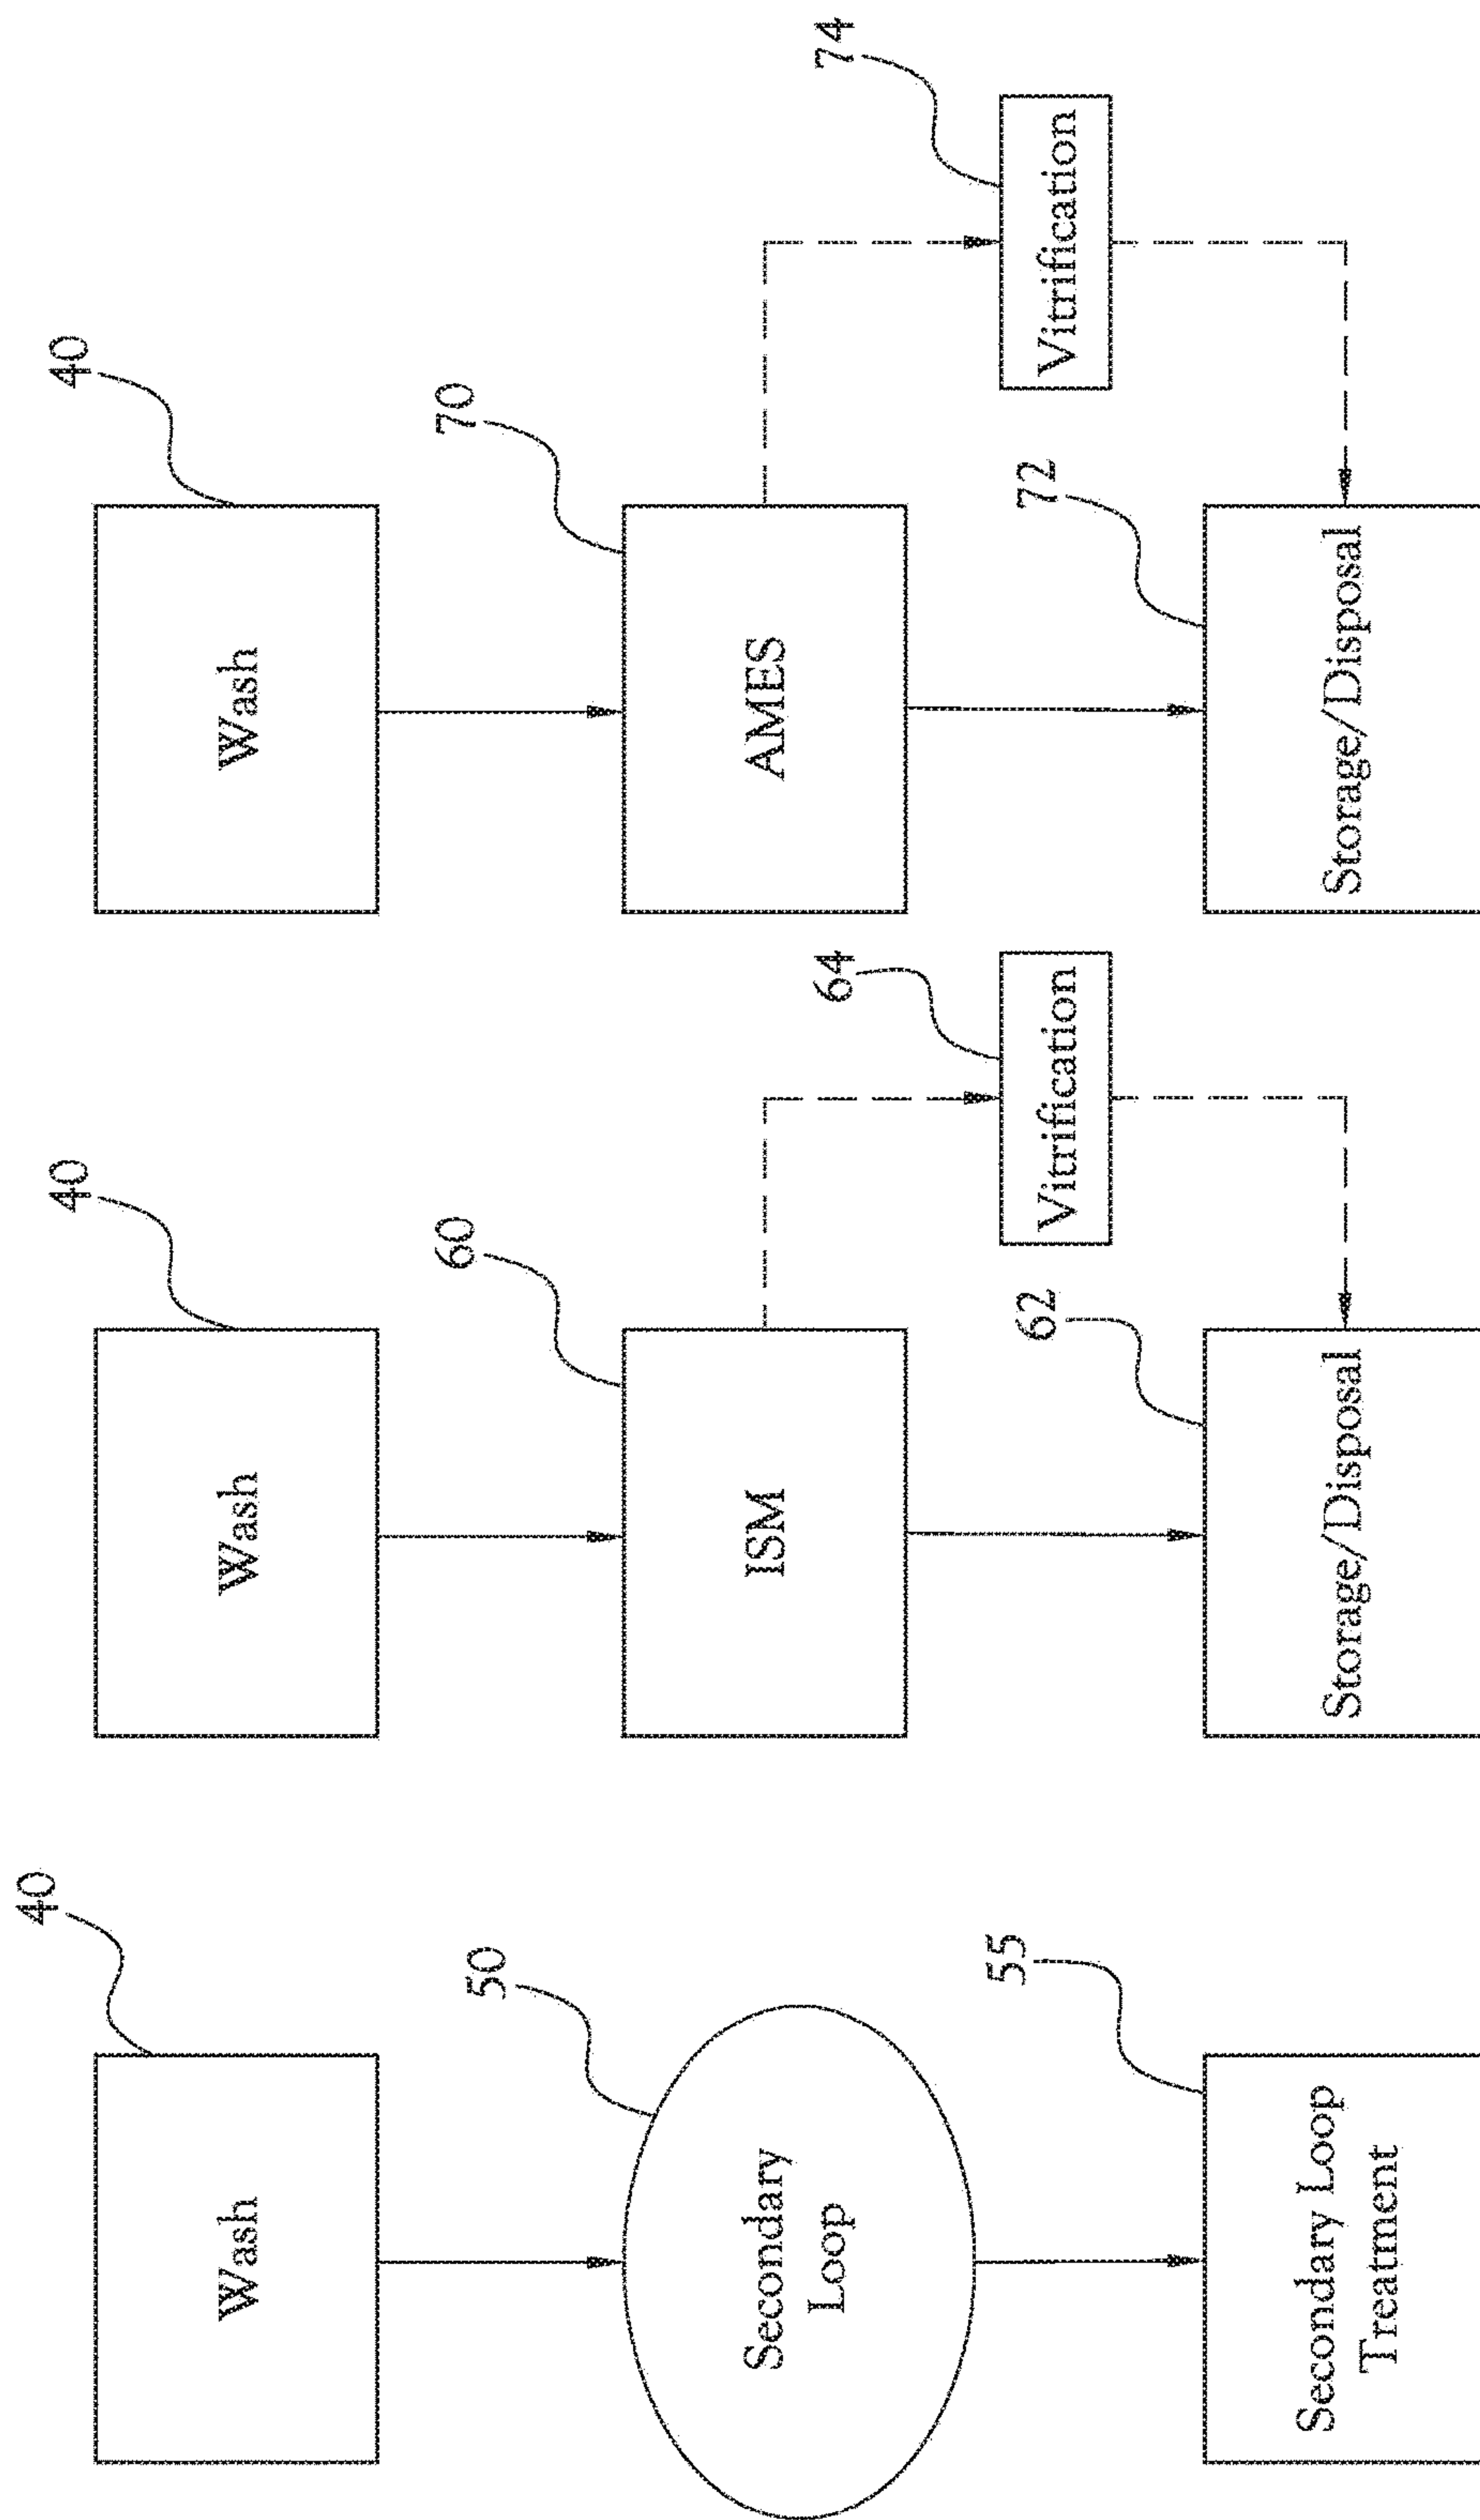 40
Wash
50
Secondary
Loop
55
Secondary Loop
Treatment
40
Wash
60
ISM
64
Vitrification
62
Storage/Disposal
40
Wash
70
AMES
74
Vitrification
72
Storage/Disposal